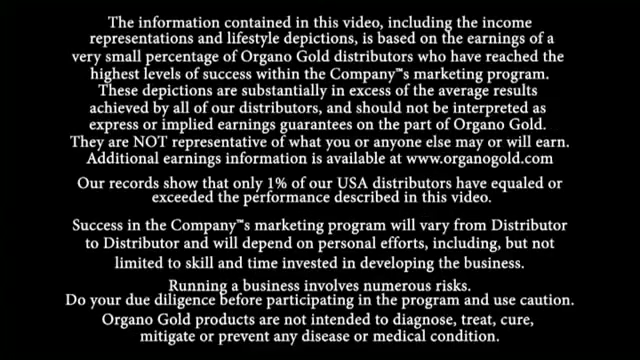 The information contained in this video, including the income
representations and lifestyle depictions, is based on the earnings of a
very small percentage of Organo Gold distributors who have reached the
highest levels of success within the Company™s marketing program.
These depictions are substantially in excess of the average results
achieved by all of our distributors, and should not be interpreted as
express or implied earnings guarantees on the part of Organo Gold.
They are NOT representative of what you or anyone else may or will earn.
Additional earnings information is available at www.organogold.com
Our records show that only 1% of our USA distributors have equaled or
exceeded the performance described in this video.
Success in the Company™s marketing program will vary from Distributor
to Distributor and will depend on personal efforts, including, but not
limited to skill and time invested in developing the business.
Running a business involves numerous risks.
Do your due diligence before participating in the program and use caution.
Organo Gold products are not intended to diagnose, treat, cure,
mitigate or prevent any disease or medical condition.